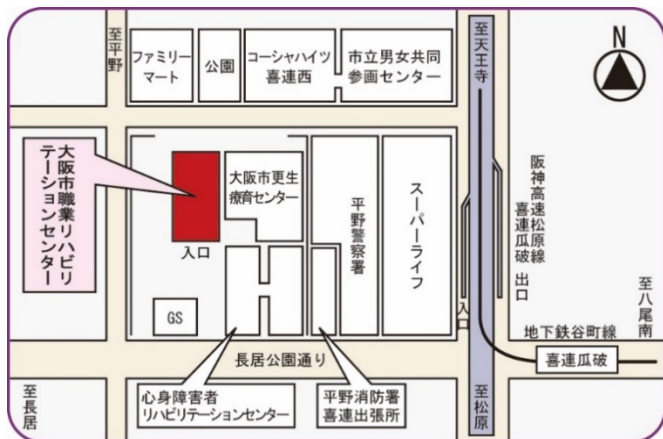 至平野
ファミリー
マート
公園
コーシャハイツ
喜連西
市立男女共同
参画センター
至天王寺
N
大阪市職業リハビリ
テーションセンター
入口
大阪市更生
療育センター
平野警察署
スーパーライフ
阪神高速松原線
喜連瓜破 出口
入口
至八尾南
GS
地下鉄谷町線
喜連瓜破
長居公園通り
至長居
心身障害者
リハビリテーションセンター
平野消防署
喜連出張所
至松原